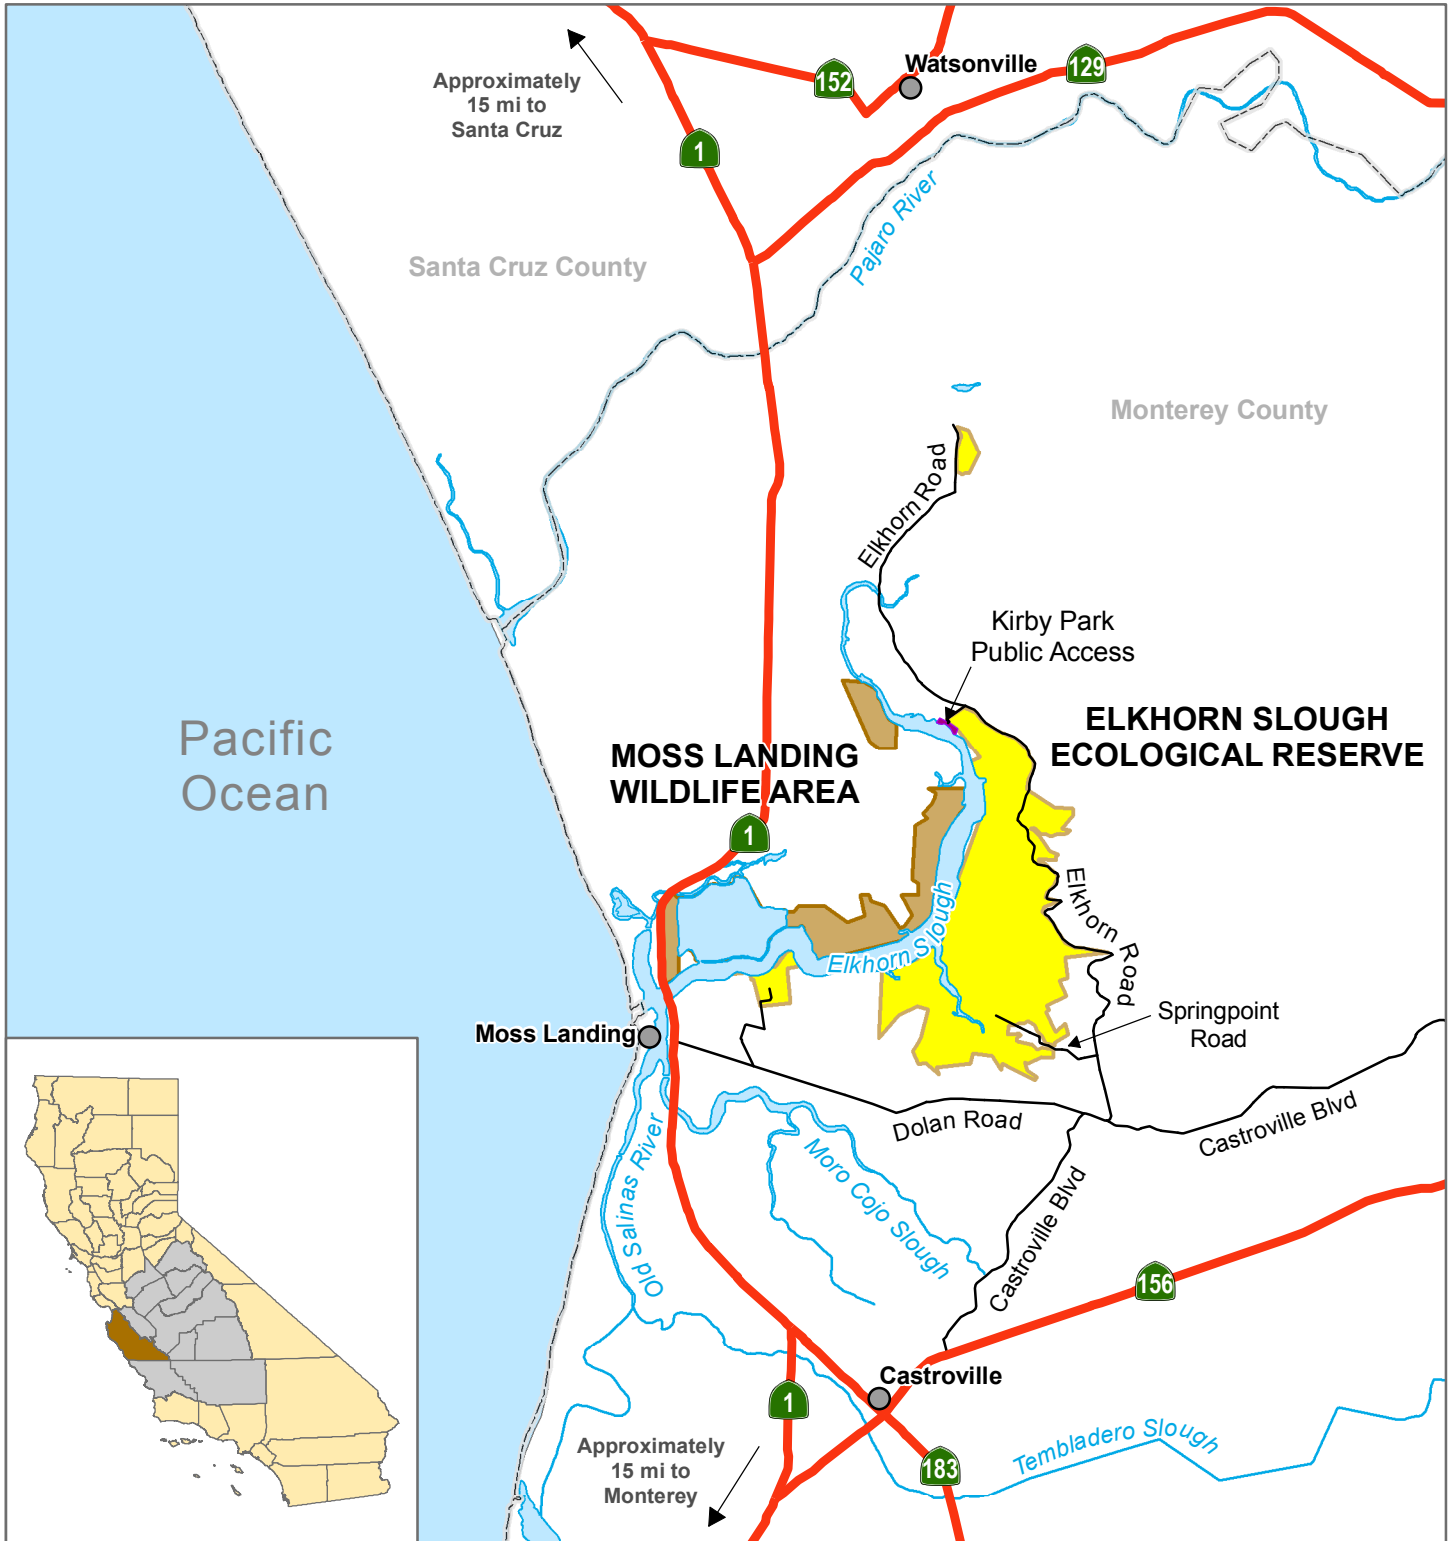 Approximately
15 mi to
Santa Cruz
152
Watsonville
129
1
Pajaro River
Santa Cruz County
Monterey County
Elkhorn Road
Kirby Park
Public Access
ELKHORN SLOUGH
ECOLOGICAL RESERVE
Pacific
Ocean
MOSS LANDING
WILDLIFE AREA
1
Elkhorn Slough
Elkhorn Road
Springpoint
Road
Moss Landing
Dolan Road
Castroville Blvd
Old Salinas River
Moro Cojo Slough
Castroville Blvd
156
Castroville
1
Approximately
15 mi to
Monterey
183
Tembladero Slough